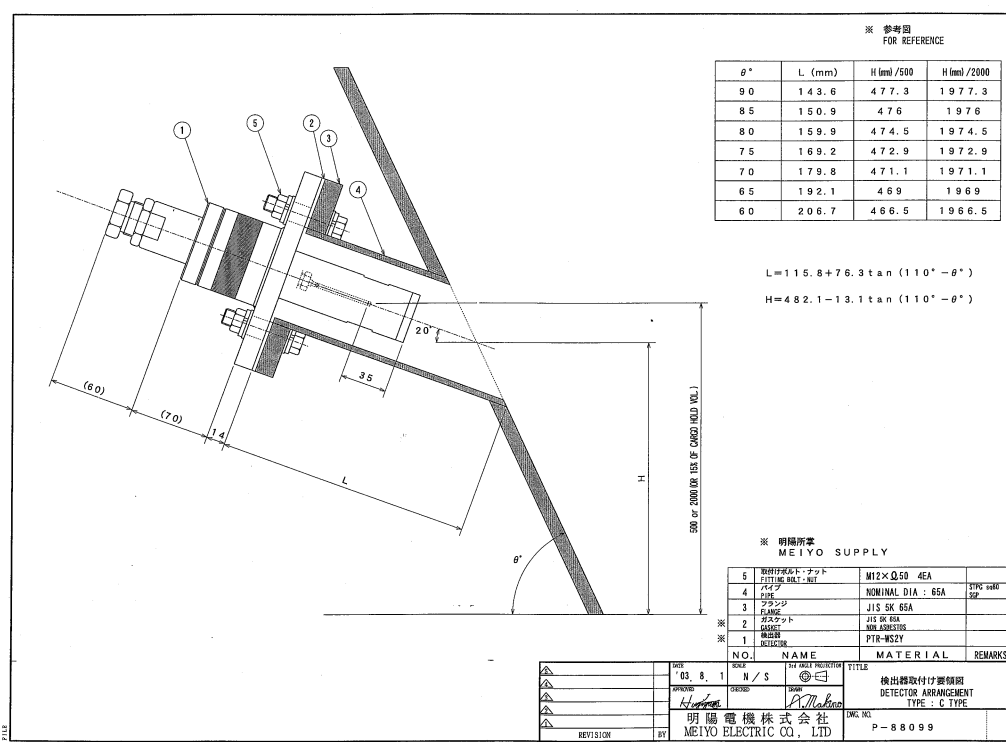 ※ 参考図
FOR REFERENCE
θ° L (mm) H (mm) /500 H (mm) /2000
90 143.6 477.3 1977.3
85 150.9 476 1976
80 159.9 474.5 1974.5
75 169.2 472.9 1972.9
70 179.8 471.1 1971.1
65 192.1 469 1969
60 206.7 466.5 1966.5
L=115.8+76.3tan (110°-θ°)
H=482.1-13.1tan (110°-θ°)
1
5
2
3
4
20°
35
(60)
(70)
14
L
H
500 or 2000 (OR 15% OF CARGO HOLD VOL.)
θ°
※ 明陽所掌
MEIYO SUPPLY
5 取付けボルト・ナット FITTING BOLT・NUT M12×Ω50 4EA
4 パイプ PIPE NOMINAL DIA : 65A STPG sq80 SGP
3 フランジ FLANGE JIS 5K 65A
※ 2 ガスケット GASKET JIS 5K 65A NON ASBESTOS
※ 1 検出器 DETECTOR PTR-WS2Y
NO. NAME MATERIAL REMARKS
DATE '03. 8. 1
SCALE N / S
3rd ANGLE PROJECTION
TITLE
検出器取付け要領図
DETECTOR ARRANGEMENT
TYPE : C TYPE
APPROVED
CHECKED
DRAWN A. Makino
5
4
3
2
1
REVISION BY
明陽電機株式会社
MEIYO ELECTRIC CO., LTD
DWG. NO.
P-88099
FILE